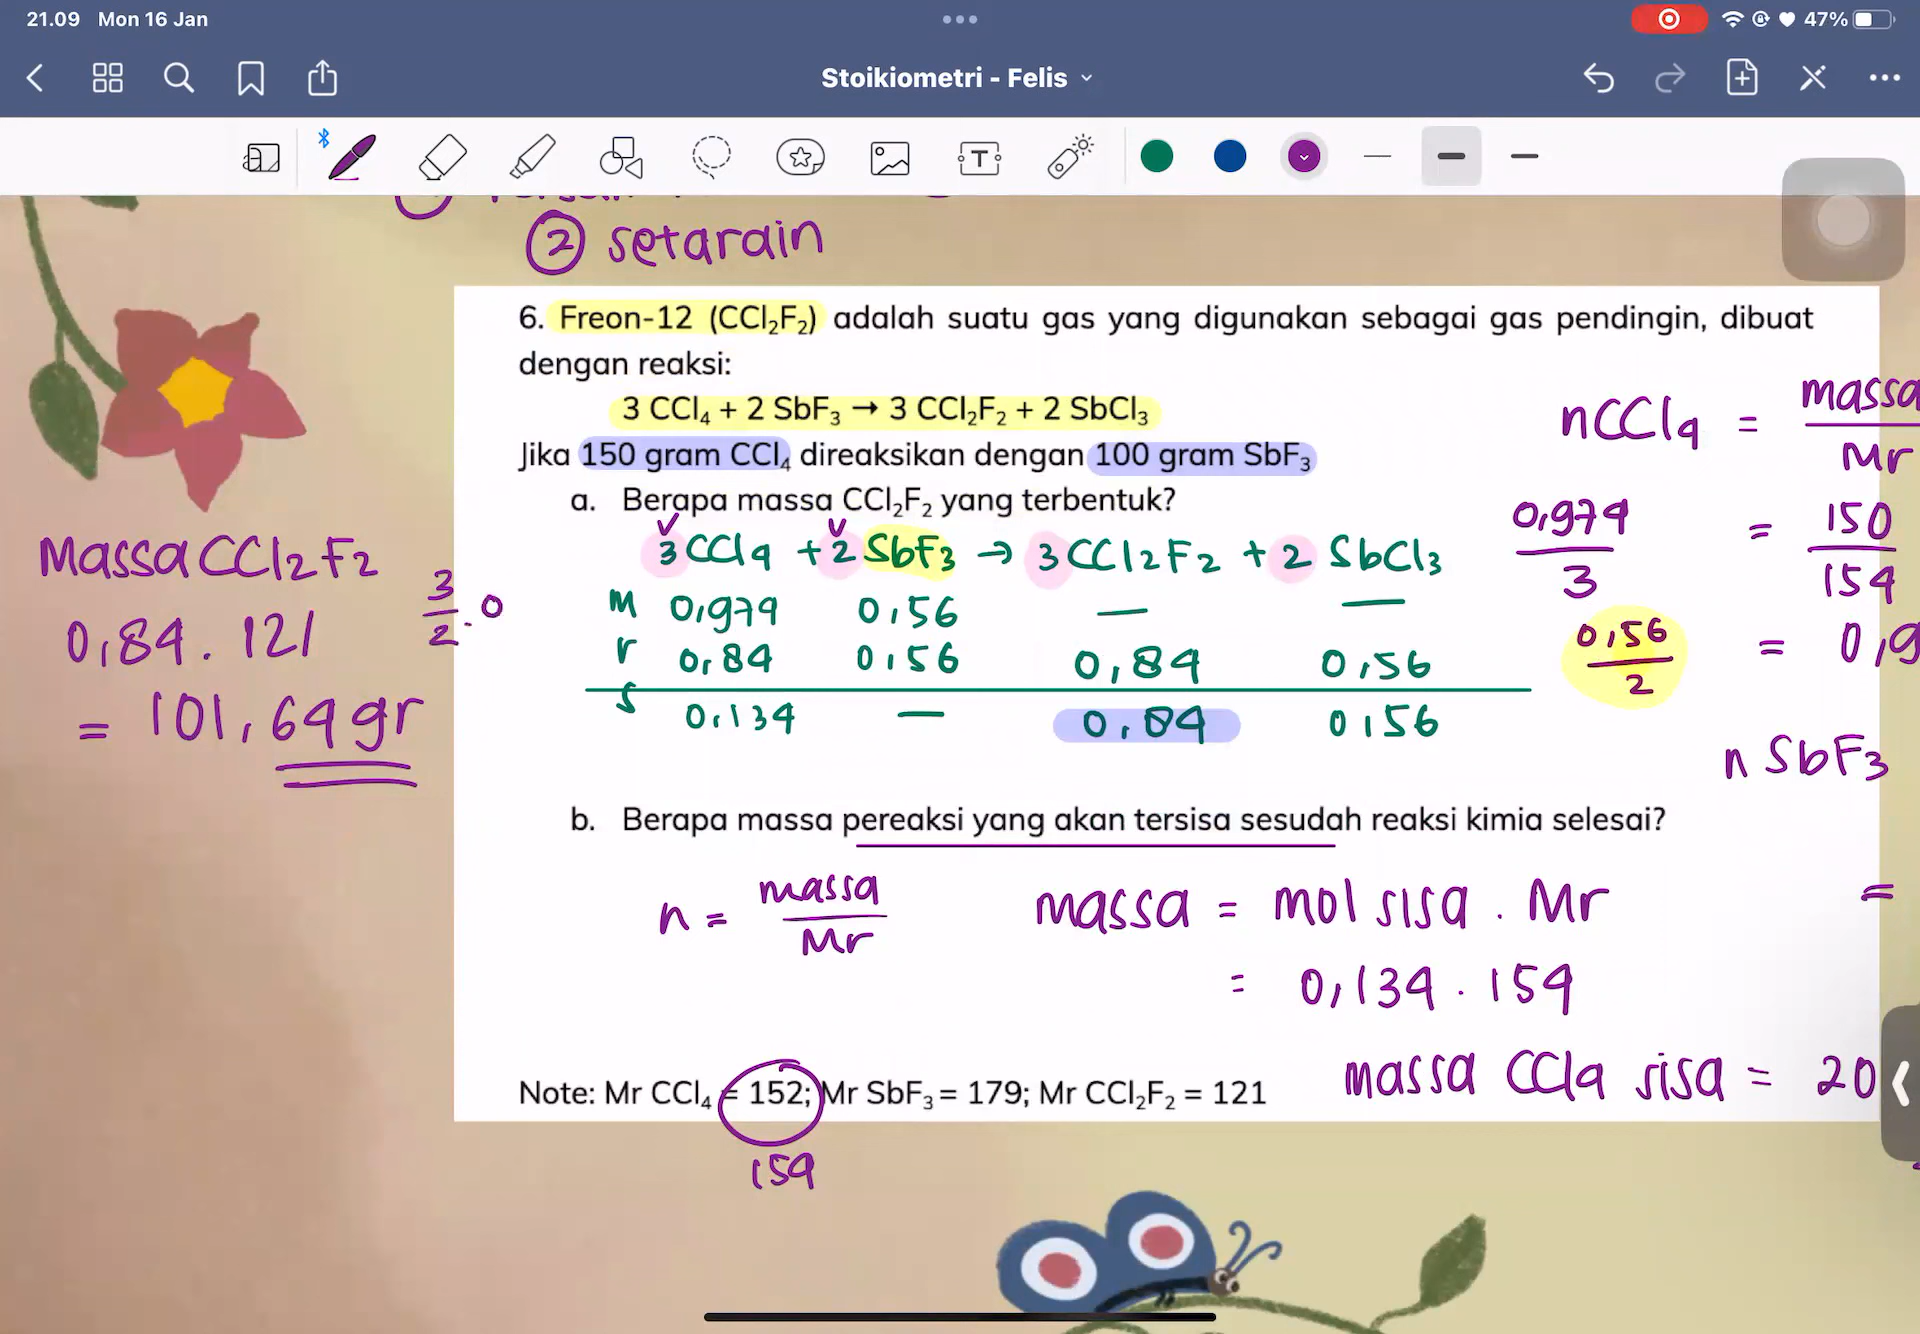 21.09 Mon 16 Jan
47%
Stoikiometri - Felis
② setarain
6. Freon-12 (CCl₂F₂) adalah suatu gas yang digunakan sebagai gas pendingin, dibuat
dengan reaksi:
3 CCl₄ + 2 SbF₃ → 3 CCl₂F₂ + 2 SbCl₃
Jika 150 gram CCl₄ direaksikan dengan 100 gram SbF₃
a. Berapa massa CCl₂F₂ yang terbentuk?
3CCl4 + 2 SbF3 → 3CCl2F2 + 2 SbCl3
m 0,974 0,56 — —
r 0,84 0,56 0,84 0,56
s 0,134 — 0,84 0,56
Massa CCl2F2
0,84 . 121
= 101,64 gr
3/2 . 0
nCCl4 = massa/Mr
0,974/3 = 150/154
0,56/2 = 0,9
n SbF3
=
b. Berapa massa pereaksi yang akan tersisa sesudah reaksi kimia selesai?
n = massa/Mr
massa = mol sisa . Mr
= 0,134 . 154
massa CCl4 sisa = 20
Note: Mr CCl₄ = 152; Mr SbF₃ = 179; Mr CCl₂F₂ = 121
154